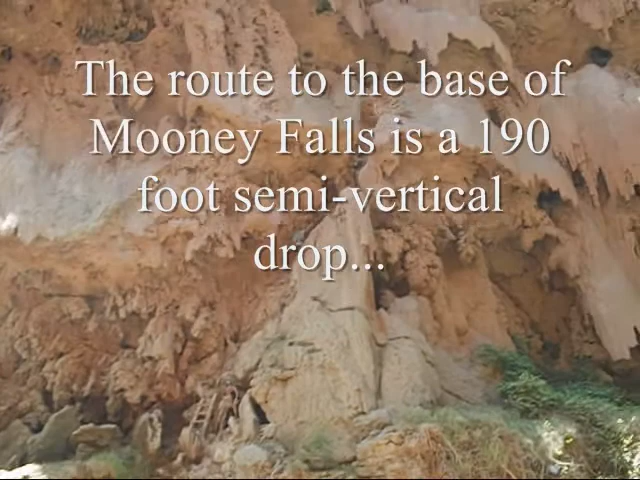 The route to the base of
Mooney Falls is a 190
foot semi-vertical
drop...